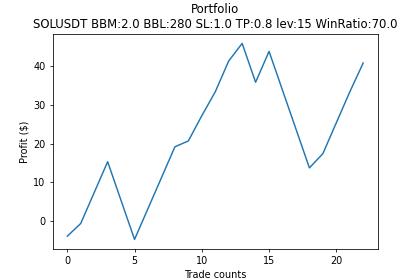 Portfolio
SOLUSDT BBM:2.0 BBL:280 SL:1.0 TP:0.8 lev:15 WinRatio:70.0
40
30
20
10
0
Profit ($)
0 5 10 15 20
Trade counts